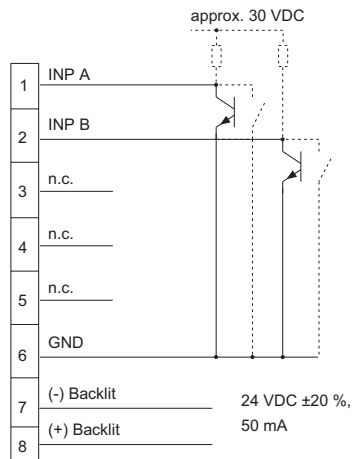 approx. 30 VDC
1 INP A
2 INP B
3 n.c.
4 n.c.
5 n.c.
6 GND
7 (-) Backlit 24 VDC ±20 %,
8 (+) Backlit 50 mA